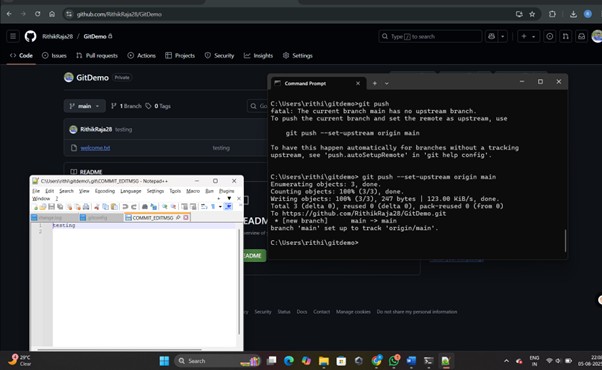 github.com/RithikRaja28/GitDemo
RithikRaja28 / GitDemo
Type / to search
Code Issues Pull requests Actions Projects Security Insights Settings
GitDemo Private
main 1 Branch 0 Tags
Go
RithikRaja28 testing
welcome.txt testing
README
Command Prompt
C:\Users\rithi\gitdemo>git push
fatal: The current branch main has no upstream branch.
To push the current branch and set the remote as upstream, use
git push --set-upstream origin main
To have this happen automatically for branches without a tracking
upstream, see 'push.autoSetupRemote' in 'git help config'.
C:\Users\rithi\gitdemo> git push --set-upstream origin main
Enumerating objects: 3, done.
Counting objects: 100% (3/3), done.
Writing objects: 100% (3/3), 247 bytes | 123.00 KiB/s, done.
Total 3 (delta 0), reused 0 (delta 0), pack-reused 0 (from 0)
To https://github.com/RithikRaja28/GitDemo.git
* [new branch] main -> main
branch 'main' set up to track 'origin/main'.
C:\Users\rithi\gitdemo>
C:\Users\rithi\gitdemo\.git\COMMIT_EDITMSG - Notepad++
File Edit Search View Encoding Language Settings Tools Macro Run Plugins
Window ?
COMMIT_EDITMSG
1 testing
2
README
Security Status Docs Contact Manage cookies Do not share my personal information
29°C
Clear
Search
ENG
IN
05-08-2025